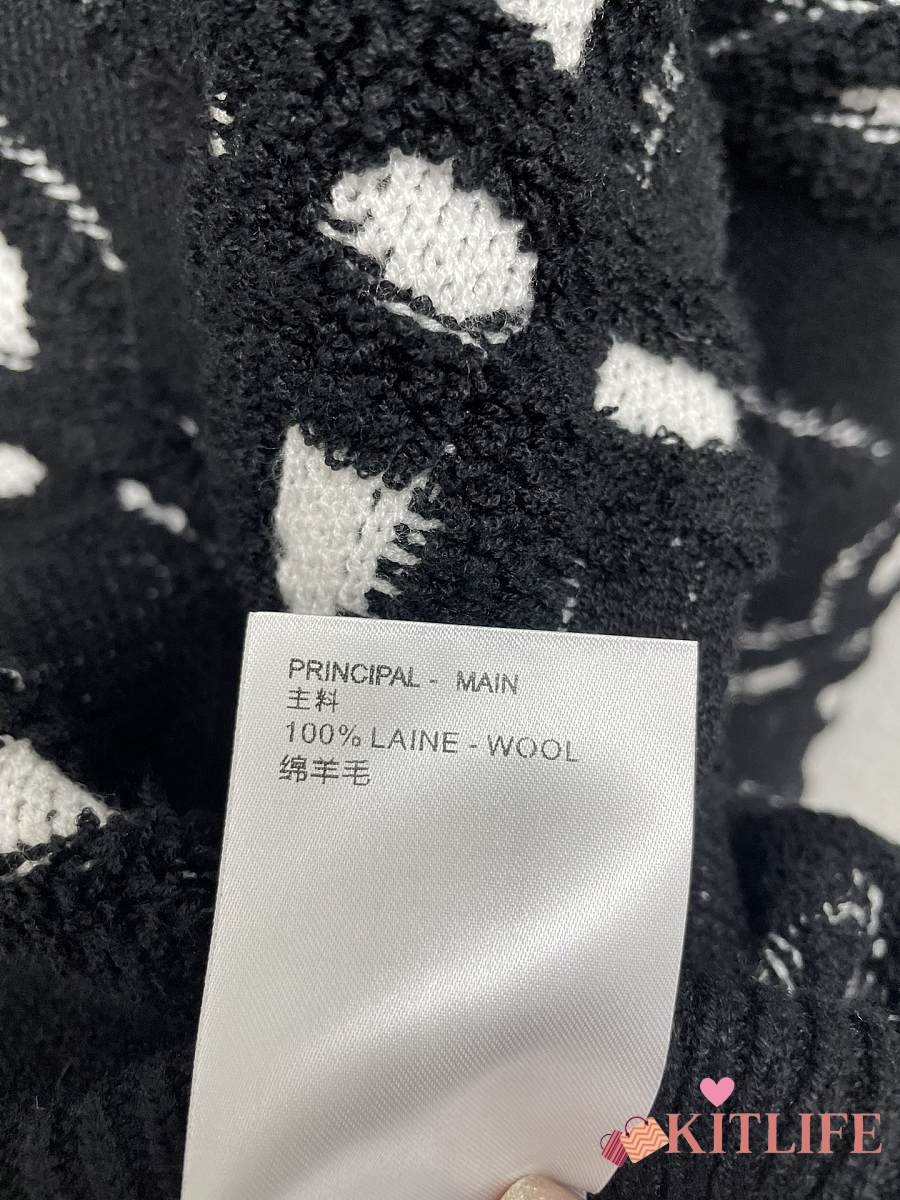 PRINCIPAL - MAIN
主料
100% LAINE - WOOL
绵羊毛
KITLIFE